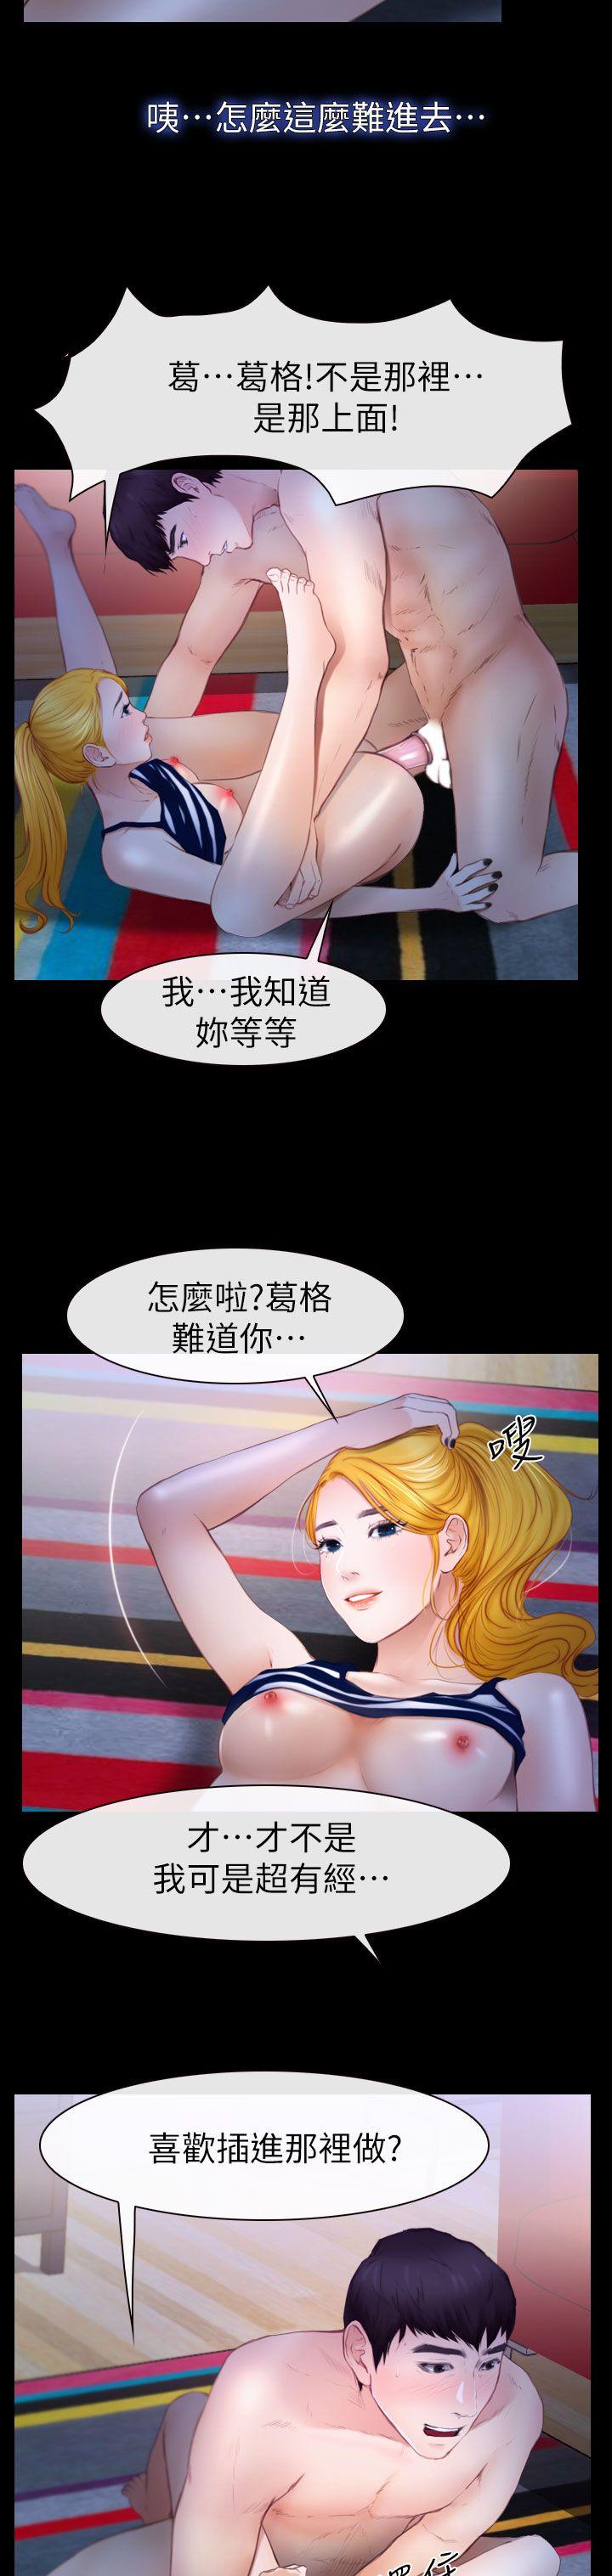 咦⋯怎麼這麼難進去⋯
葛⋯葛格!不是那裡⋯
是那上面!
我⋯我知道
妳等等
怎麼啦?葛格
難道你⋯
嗖
才⋯才不是
我可是超有經⋯
喜歡插進那裡做?